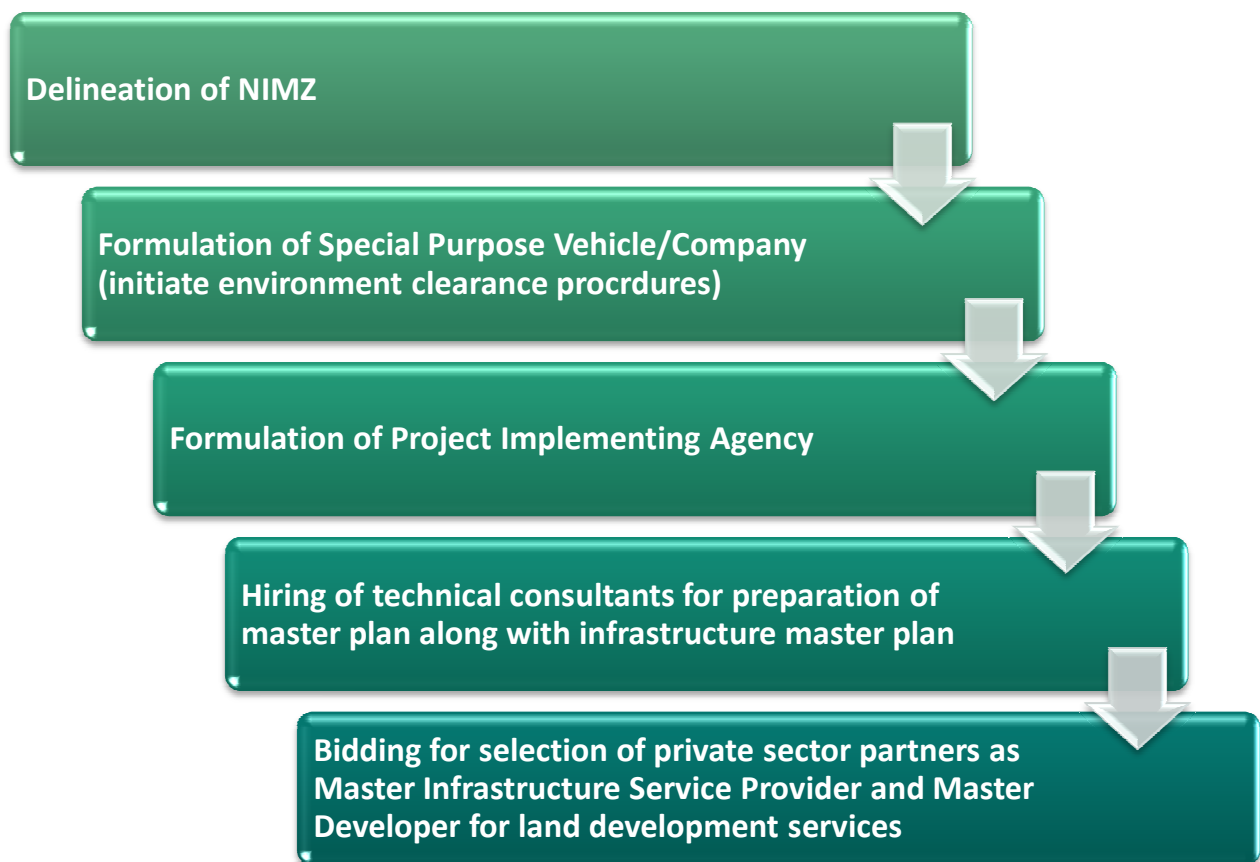 Delineation of NIMZ
Formulation of Special Purpose Vehicle/Company
(initiate environment clearance procrdures)
Formulation of Project Implementing Agency
Hiring of technical consultants for preparation of
master plan along with infrastructure master plan
Bidding for selection of private sector partners as
Master Infrastructure Service Provider and Master
Developer for land development services